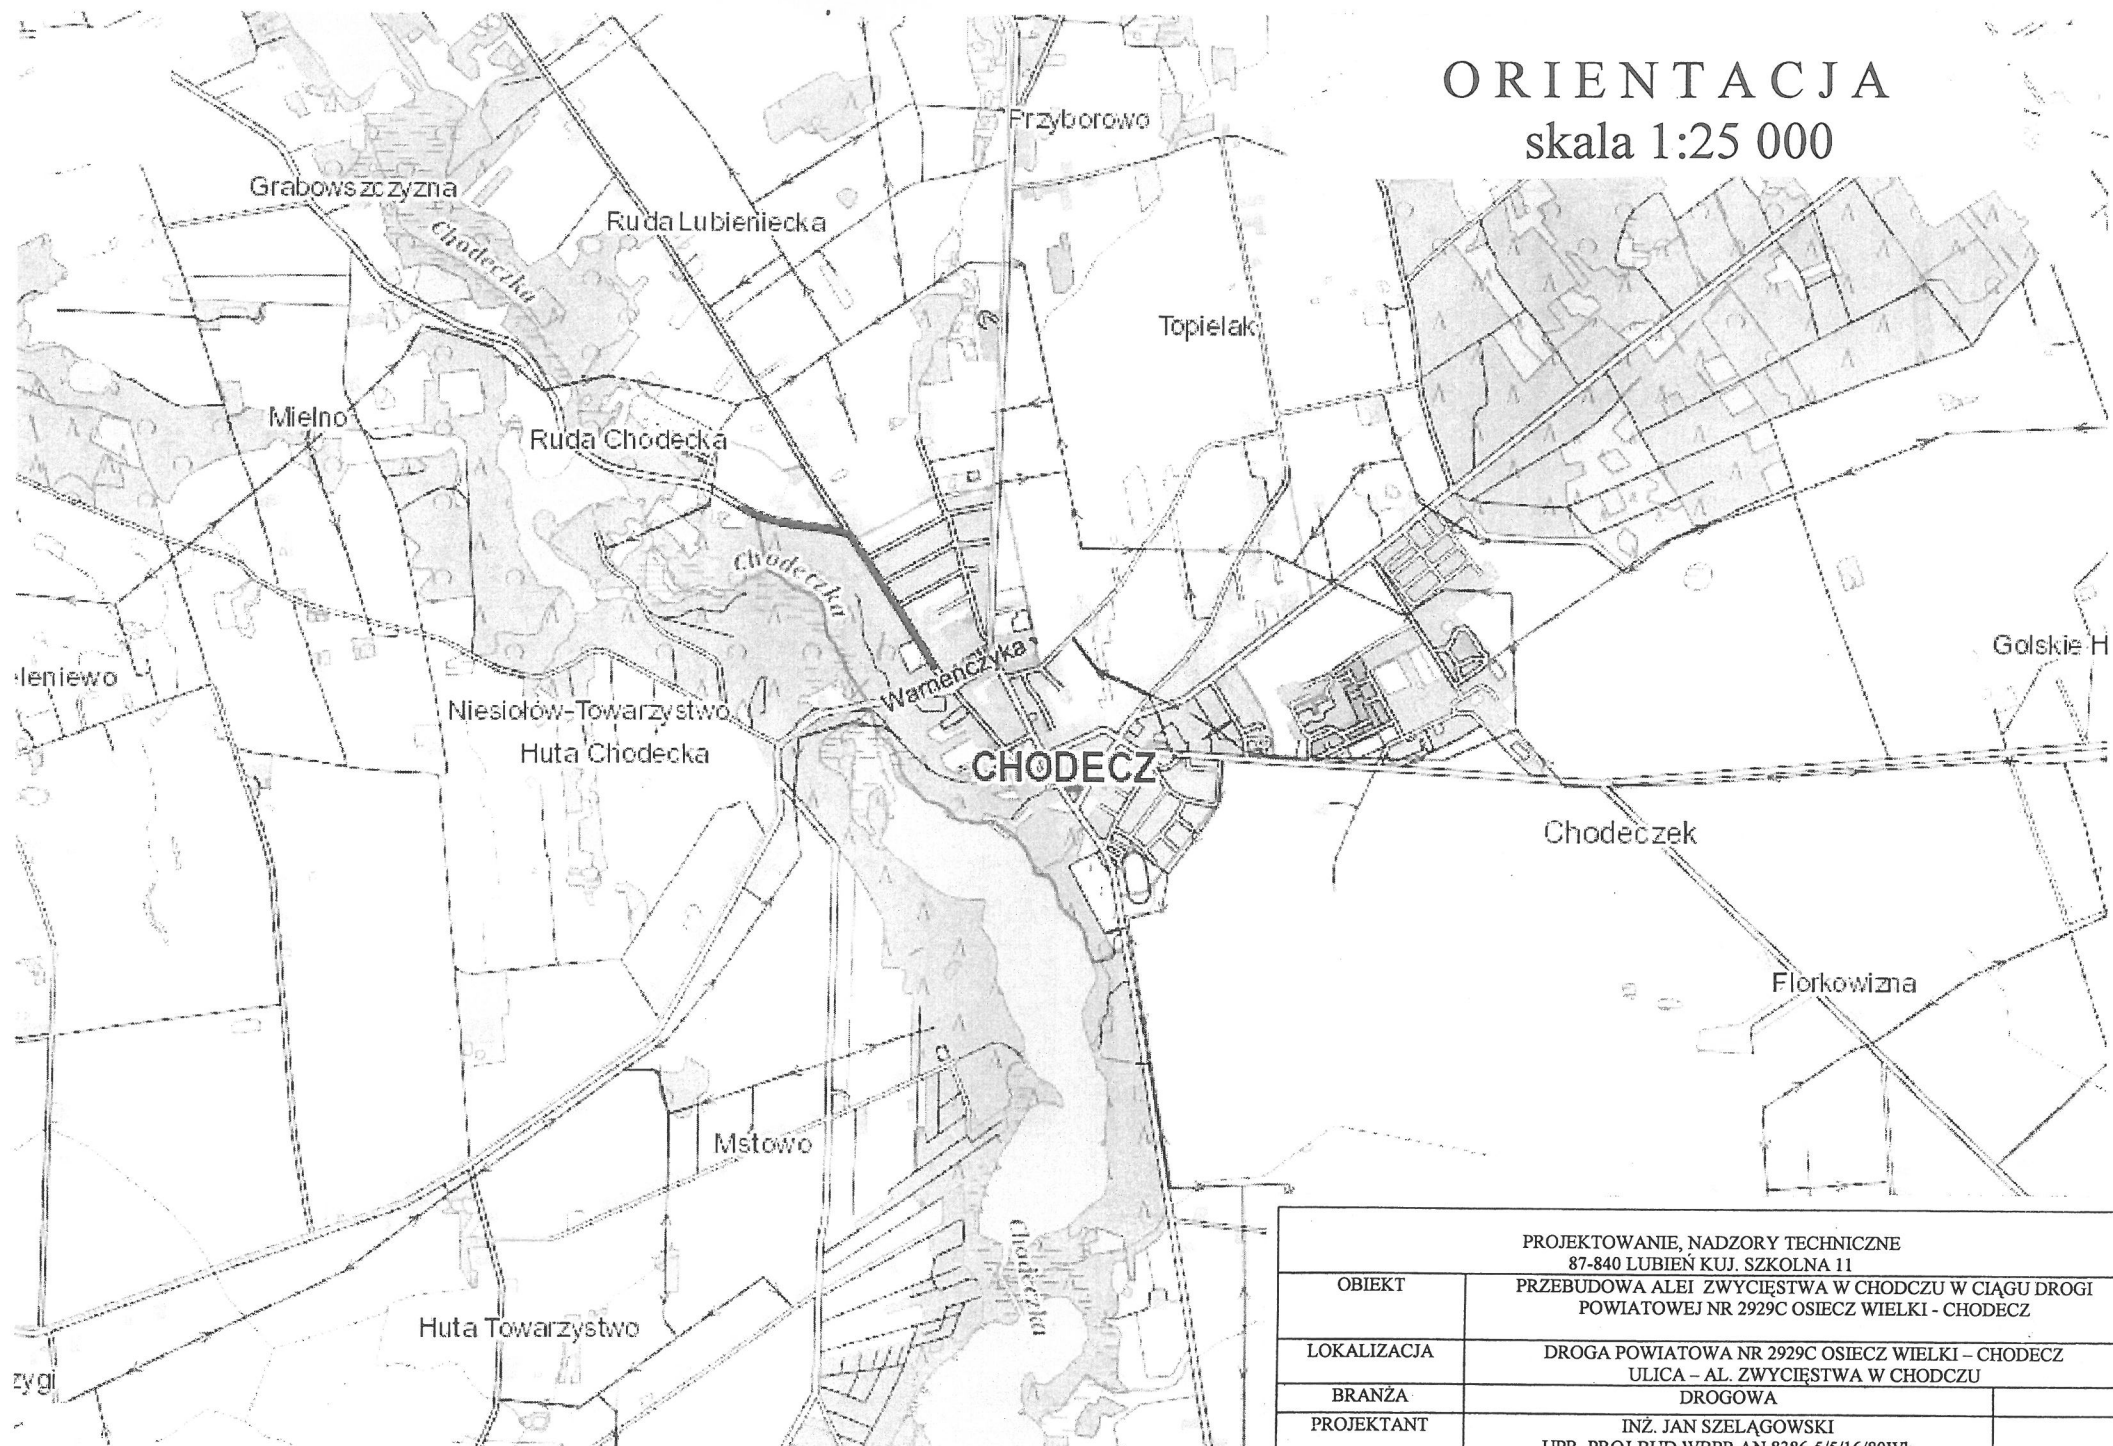 ORIENTACJA
skala 1:25 000
Przyborowo
Grabowszczyzna
Ruda Lubieniecka
Chodeczka
Topielak
Mielno
Ruda Chodecka
Chodeczka
Golskie H
Warneńczyka
Niesiołów-Towarzystwo
Huta Chodecka
CHODECZ
Chodeczek
Florkowizna
Mstowo
Chodeczka
Huta Towarzystwo
PROJEKTOWANIE, NADZORY TECHNICZNE
87-840 LUBIEŃ KUJ. SZKOLNA 11
OBIEKT PRZEBUDOWA ALEI ZWYCIĘSTWA W CHODCZU W CIĄGU DROGI
POWIATOWEJ NR 2929C OSIECZ WIELKI - CHODECZ
LOKALIZACJA DROGA POWIATOWA NR 2929C OSIECZ WIELKI – CHODECZ
ULICA – AL. ZWYCIĘSTWA W CHODCZU
BRANŻA DROGOWA
PROJEKTANT INŻ. JAN SZELĄGOWSKI